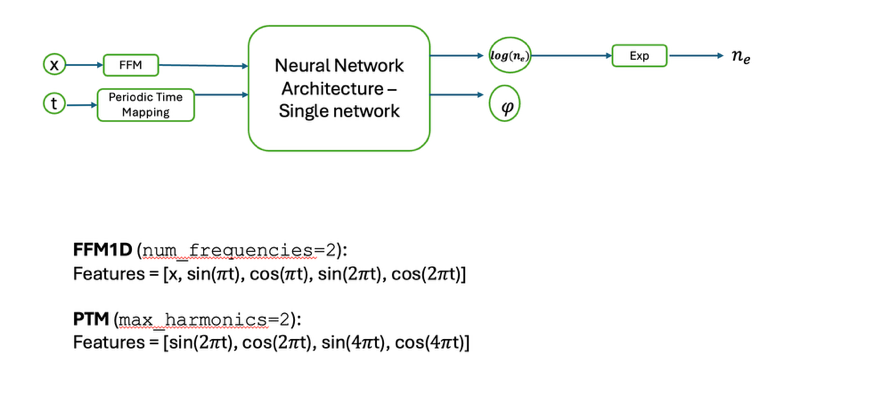 x
FFM
t
Periodic Time
Mapping
Neural Network
Architecture –
Single network
log(nₑ)
φ
Exp
nₑ
FFM1D (num_frequencies=2):
Features = [x, sin(πt), cos(πt), sin(2πt), cos(2πt)]
PTM (max_harmonics=2):
Features = [sin(2πt), cos(2πt), sin(4πt), cos(4πt)]